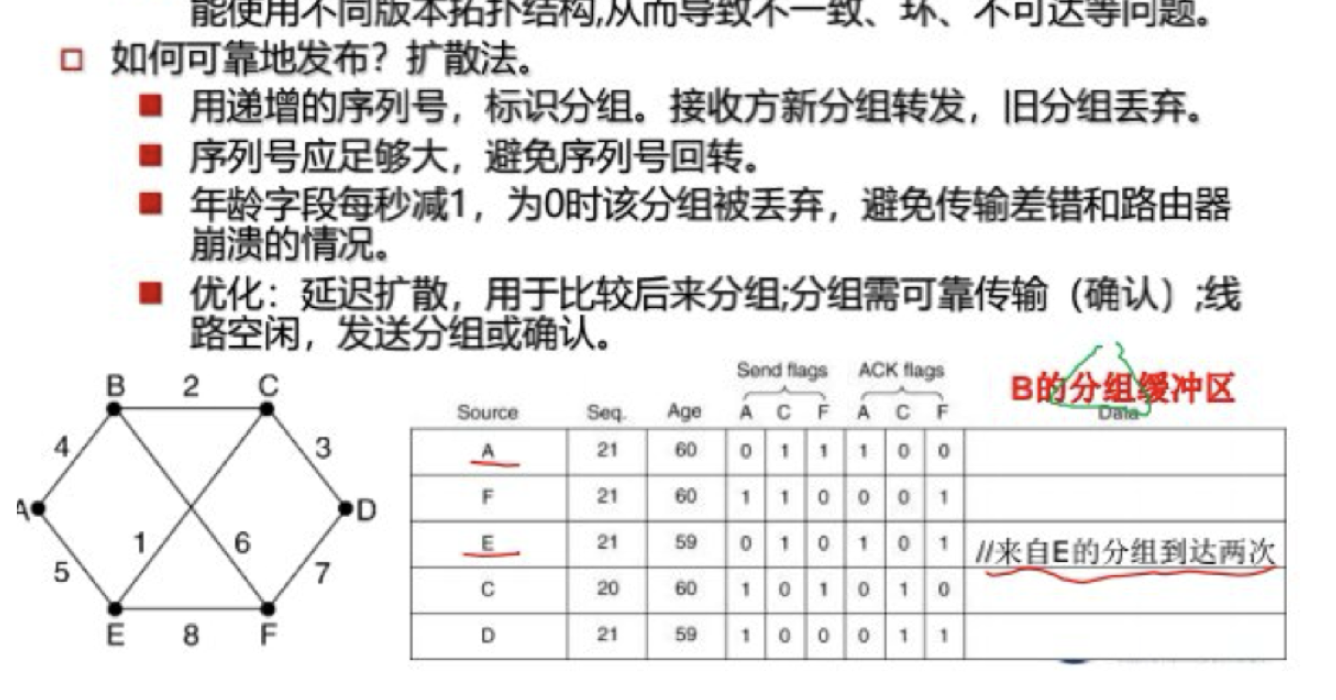 能使用不同版本拓扑结构,从而导致不一致、环、不可达等问题。
如何可靠地发布？扩散法。
用递增的序列号，标识分组。接收方新分组转发，旧分组丢弃。
序列号应足够大，避免序列号回转。
年龄字段每秒减1，为0时该分组被丢弃，避免传输差错和路由器
崩溃的情况。
优化：延迟扩散，用于比较后来分组;分组需可靠传输（确认）;线
路空闲，发送分组或确认。
B 2 C
4 3
A D
1 6
5 7
E 8 F
Send flags ACK flags
B的分组缓冲区
Source Seq. Age A C F A C F Data
A 21 60 0 1 1 1 0 0
F 21 60 1 1 0 0 0 1
E 21 59 0 1 0 1 0 1 //来自E的分组到达两次
C 20 60 1 0 1 0 1 0
D 21 59 1 0 0 0 1 1